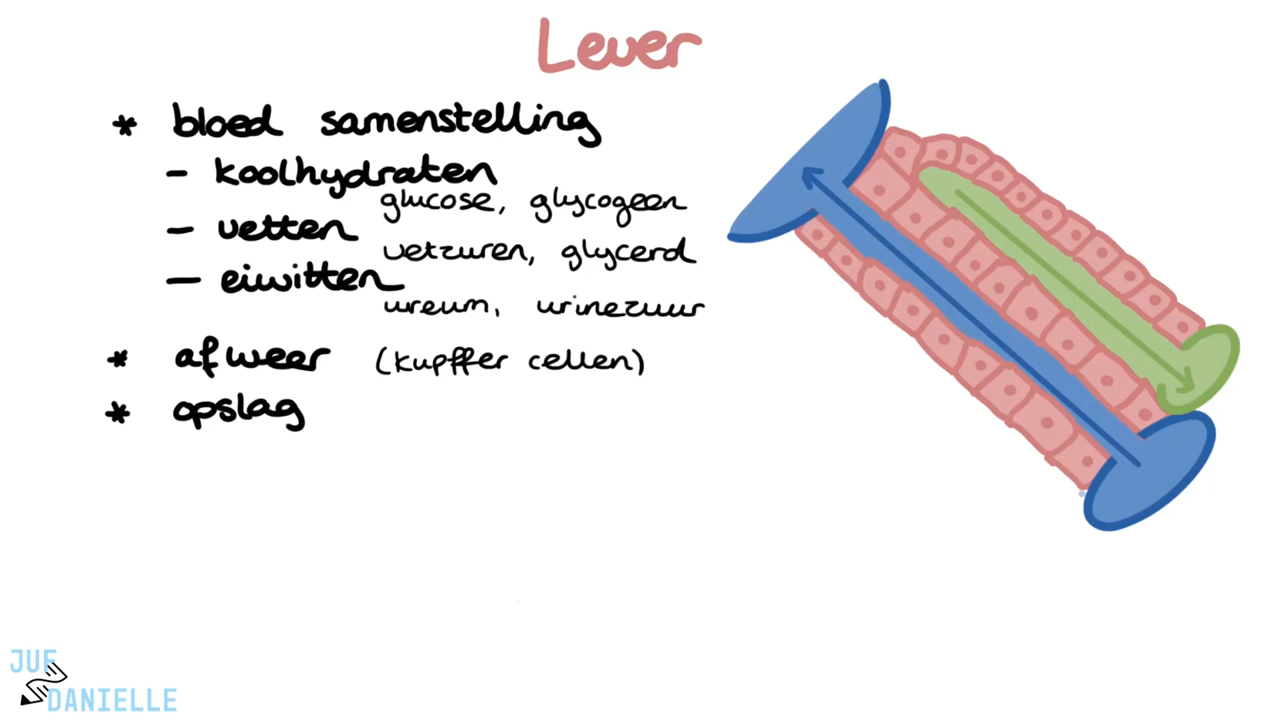 Lever
* bloed samenstelling
- koolhydraten
glucose, glycogeen
- vetten
vetzuren, glycerol
- eiwitten
ureum, urinezuur
* afweer (kupffer cellen)
* opslag
JUF
DANIELLE